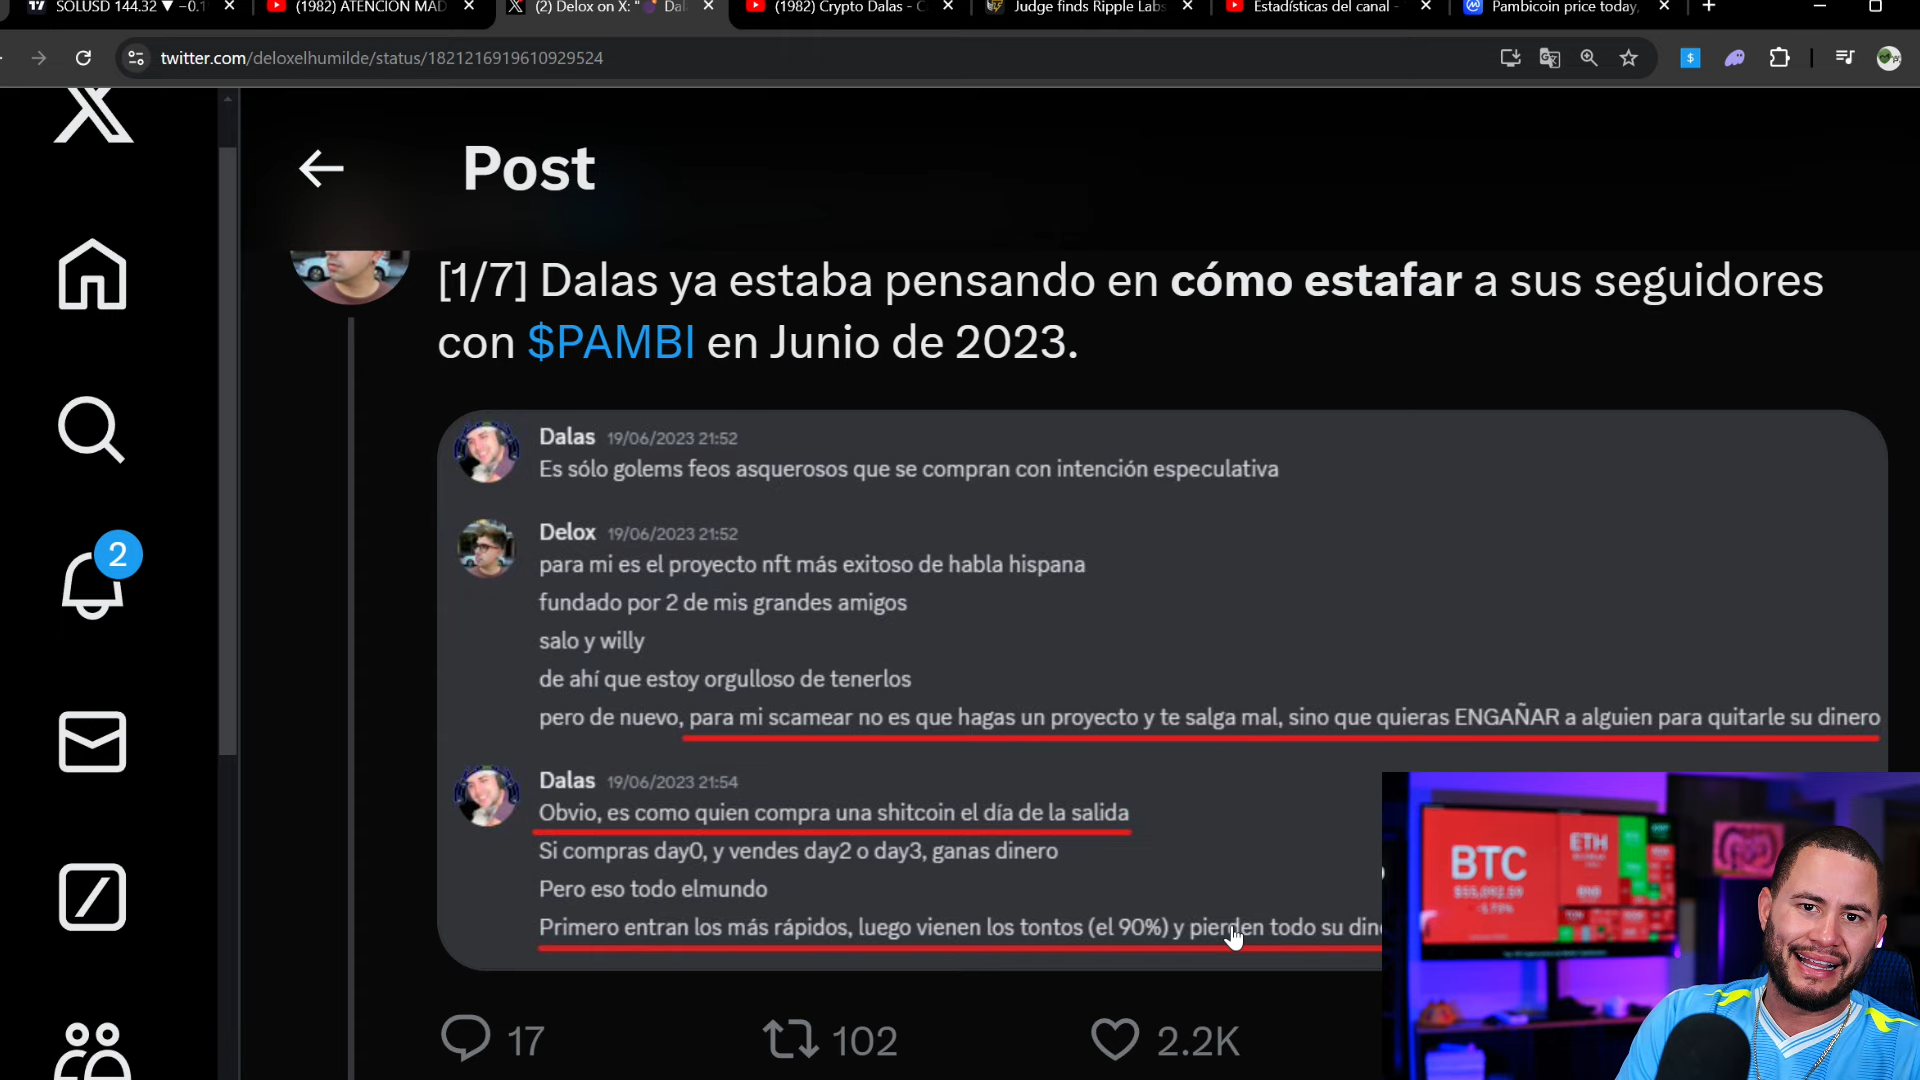 SOLUSD 144.32 ▼ −0.1
(1982) ATENCION MAD
(2) Delox on X: "
(1982) Crypto Dalas - C
Judge finds Ripple Labs
Estadísticas del canal -
Pambicoin price today,
twitter.com/deloxelhumilde/status/1821216919610929524
Post
[1/7] Dalas ya estaba pensando en cómo estafar a sus seguidores
con $PAMBI en Junio de 2023.
2
Dalas 19/06/2023 21:52
Es sólo golems feos asquerosos que se compran con intención especulativa
Delox 19/06/2023 21:52
para mi es el proyecto nft más exitoso de habla hispana
fundado por 2 de mis grandes amigos
salo y willy
de ahí que estoy orgulloso de tenerlos
pero de nuevo, para mi scamear no es que hagas un proyecto y te salga mal, sino que quieras ENGAÑAR a alguien para quitarle su dinero
Dalas 19/06/2023 21:54
Obvio, es como quien compra una shitcoin el día de la salida
Si compras day0, y vendes day2 o day3, ganas dinero
Pero eso todo elmundo
Primero entran los más rápidos, luego vienen los tontos (el 90%) y pierden todo su din
17 102 2.2K
BTC
ETH